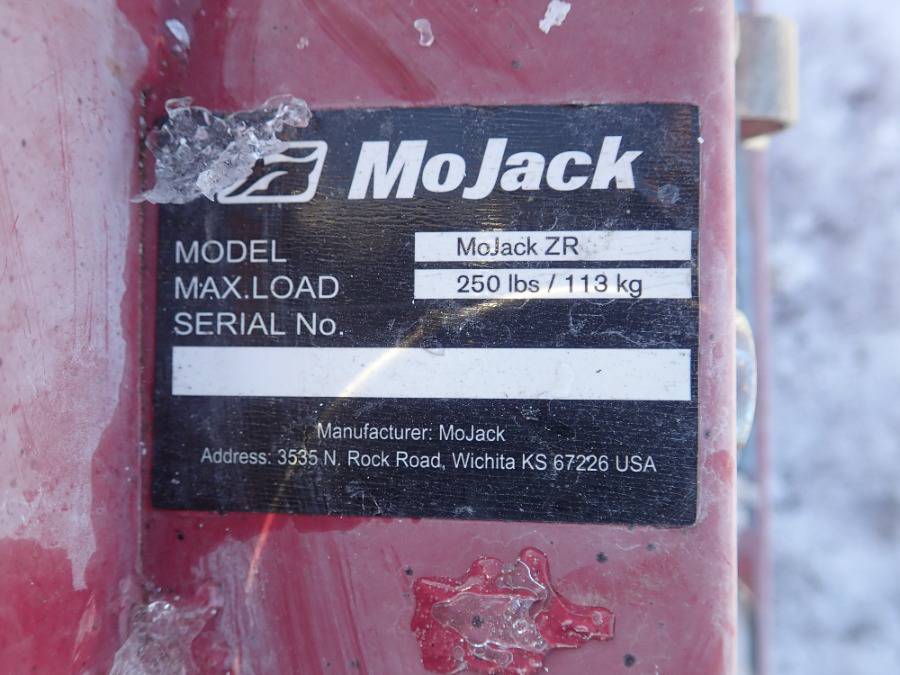 MoJack
MODEL MoJack ZR
MAX.LOAD 250 lbs / 113 kg
SERIAL No.
Manufacturer: MoJack
Address: 3535 N. Rock Road, Wichita KS 67226 USA